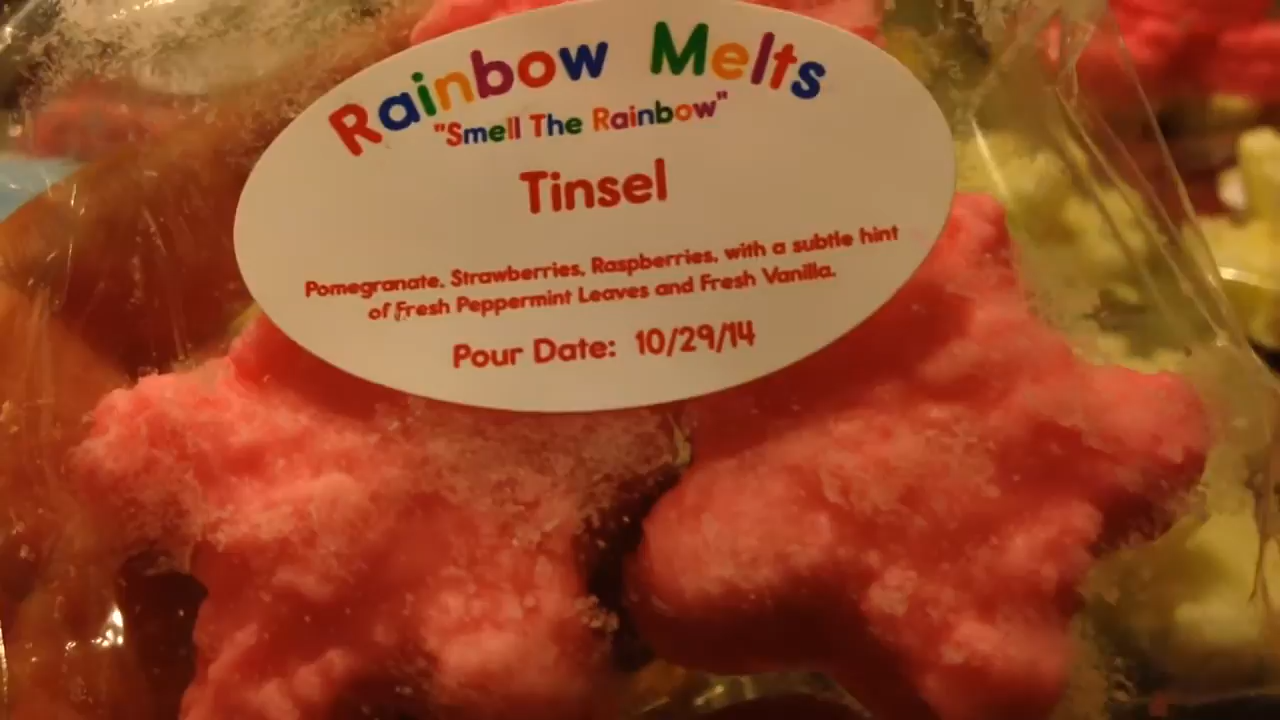 Rainbow Melts
"Smell The Rainbow"
Tinsel
Pomegranate, Strawberries, Raspberries, with a subtle hint
of Fresh Peppermint Leaves and Fresh Vanilla.
Pour Date: 10/29/14